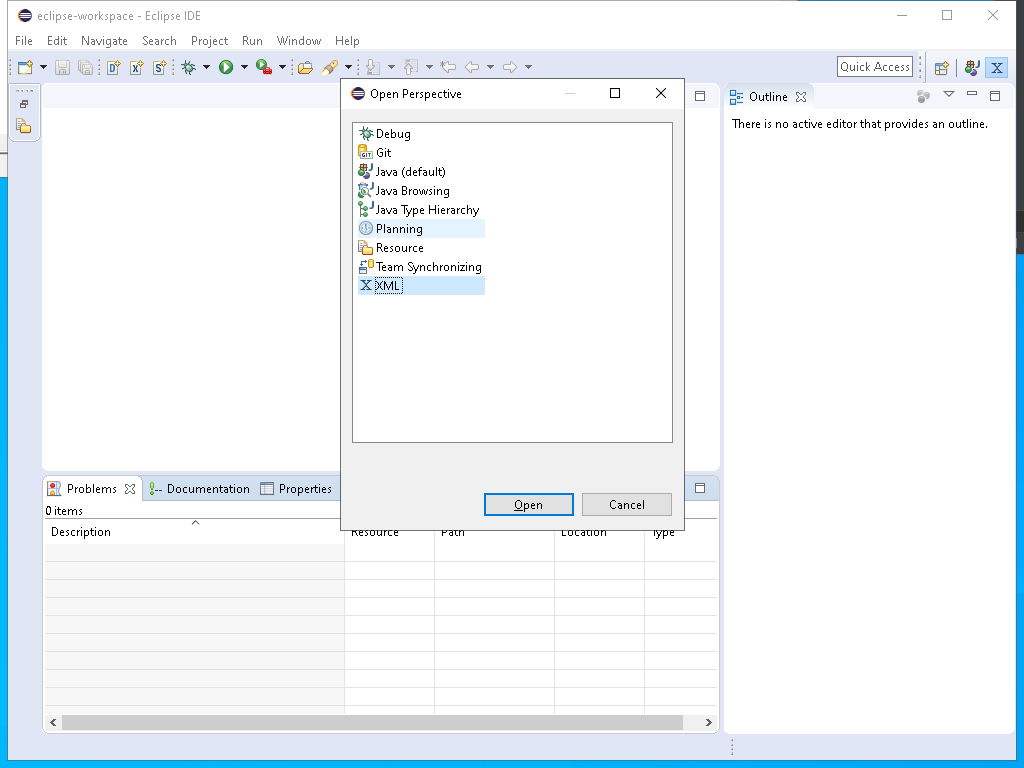 eclipse-workspace - Eclipse IDE
File Edit Navigate Search Project Run Window Help
Quick Access
Open Perspective
Debug
Git
Java (default)
Java Browsing
Java Type Hierarchy
Planning
Resource
Team Synchronizing
XML
Open Cancel
Outline
There is no active editor that provides an outline.
Problems Documentation Properties
0 items
Description Resource Path Location Type